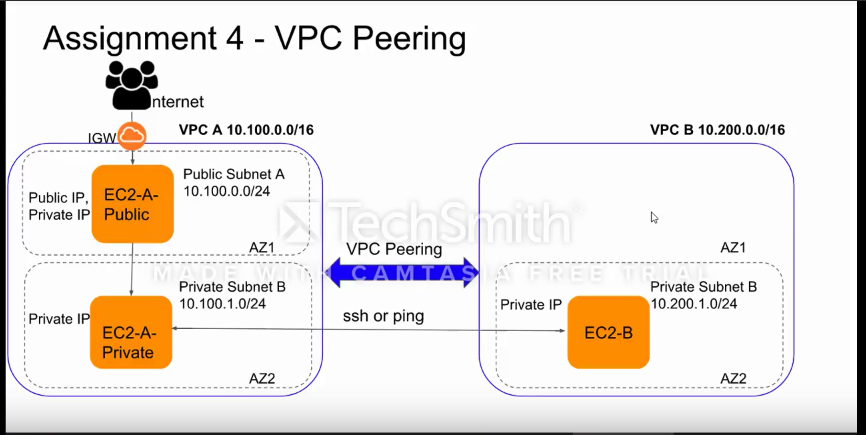 Assignment 4 - VPC Peering
nternet
IGW
VPC A 10.100.0.0/16
VPC B 10.200.0.0/16
Public Subnet A
10.100.0.0/24
Public IP,
Private IP
EC2-A-
Public
AZ1
AZ1
TechSmith
MADE WITH CAMTASIA FREE TRIAL
VPC Peering
Private Subnet B
10.100.1.0/24
Private IP
EC2-A-
Private
AZ2
ssh or ping
Private Subnet B
10.200.1.0/24
Private IP
EC2-B
AZ2